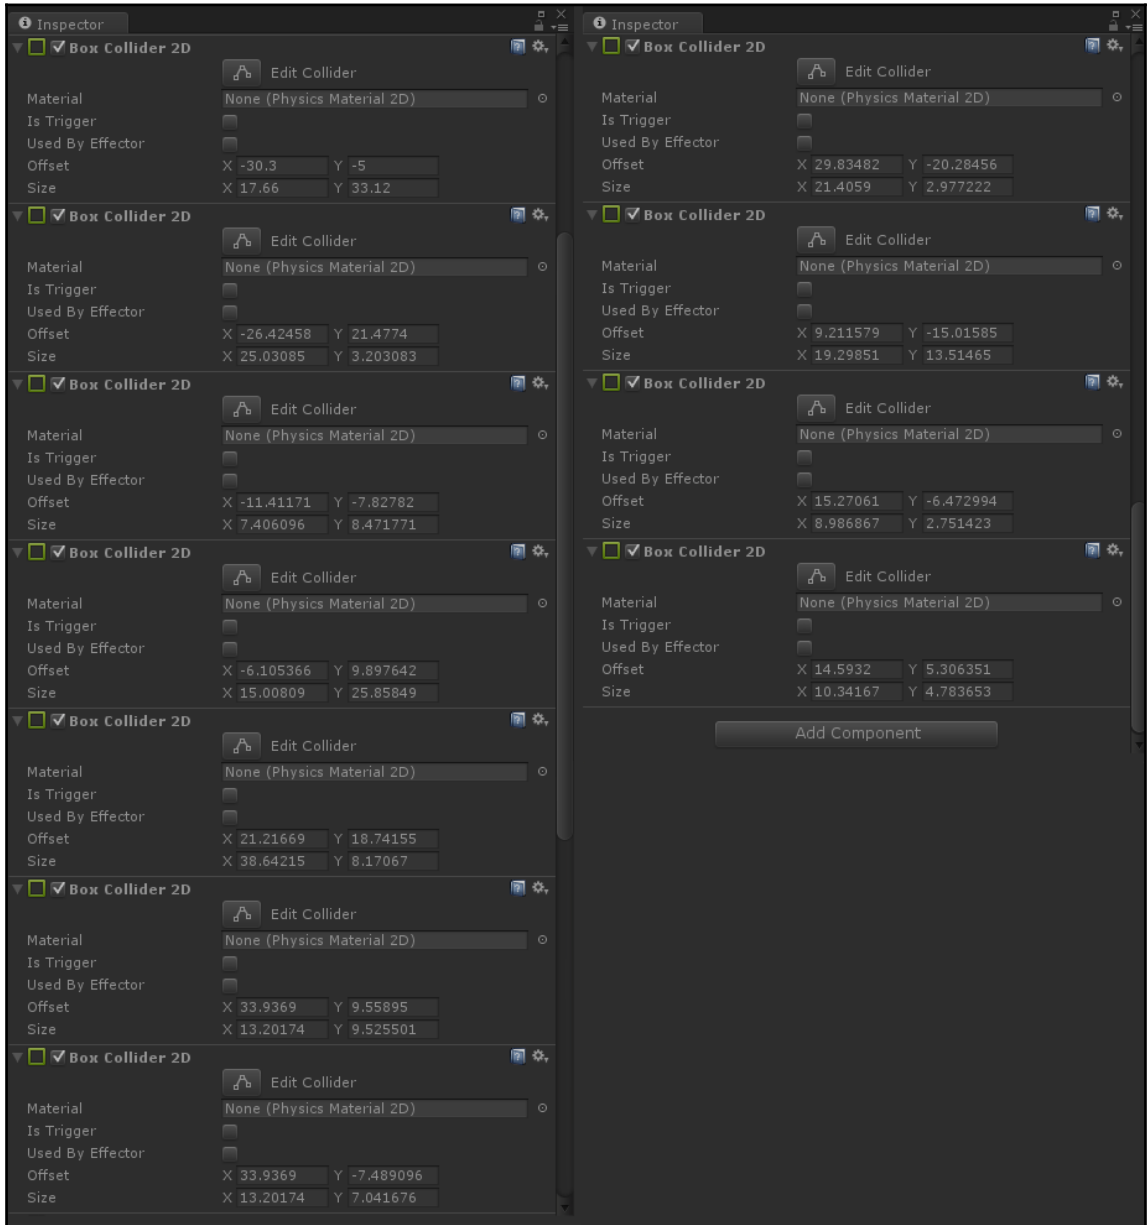 Inspector
Box Collider 2D
Edit Collider
Material None (Physics Material 2D)
Is Trigger
Used By Effector
Offset X -30.3 Y -5
Size X 17.66 Y 33.12
Box Collider 2D
Edit Collider
Material None (Physics Material 2D)
Is Trigger
Used By Effector
Offset X -26.42458 Y 21.4774
Size X 25.03085 Y 3.203083
Box Collider 2D
Edit Collider
Material None (Physics Material 2D)
Is Trigger
Used By Effector
Offset X -11.41171 Y -7.82782
Size X 7.406096 Y 8.471771
Box Collider 2D
Edit Collider
Material None (Physics Material 2D)
Is Trigger
Used By Effector
Offset X -6.105366 Y 9.897642
Size X 15.00809 Y 25.85849
Box Collider 2D
Edit Collider
Material None (Physics Material 2D)
Is Trigger
Used By Effector
Offset X 21.21669 Y 18.74155
Size X 38.64215 Y 8.17067
Box Collider 2D
Edit Collider
Material None (Physics Material 2D)
Is Trigger
Used By Effector
Offset X 33.9369 Y 9.55895
Size X 13.20174 Y 9.525501
Box Collider 2D
Edit Collider
Material None (Physics Material 2D)
Is Trigger
Used By Effector
Offset X 33.9369 Y -7.489096
Size X 13.20174 Y 7.041676
Inspector
Box Collider 2D
Edit Collider
Material None (Physics Material 2D)
Is Trigger
Used By Effector
Offset X 29.83482 Y -20.28456
Size X 21.4059 Y 2.977222
Box Collider 2D
Edit Collider
Material None (Physics Material 2D)
Is Trigger
Used By Effector
Offset X 9.211579 Y -15.01585
Size X 19.29851 Y 13.51465
Box Collider 2D
Edit Collider
Material None (Physics Material 2D)
Is Trigger
Used By Effector
Offset X 15.27061 Y -6.472994
Size X 8.986867 Y 2.751423
Box Collider 2D
Edit Collider
Material None (Physics Material 2D)
Is Trigger
Used By Effector
Offset X 14.5932 Y 5.306351
Size X 10.34167 Y 4.783653
Add Component